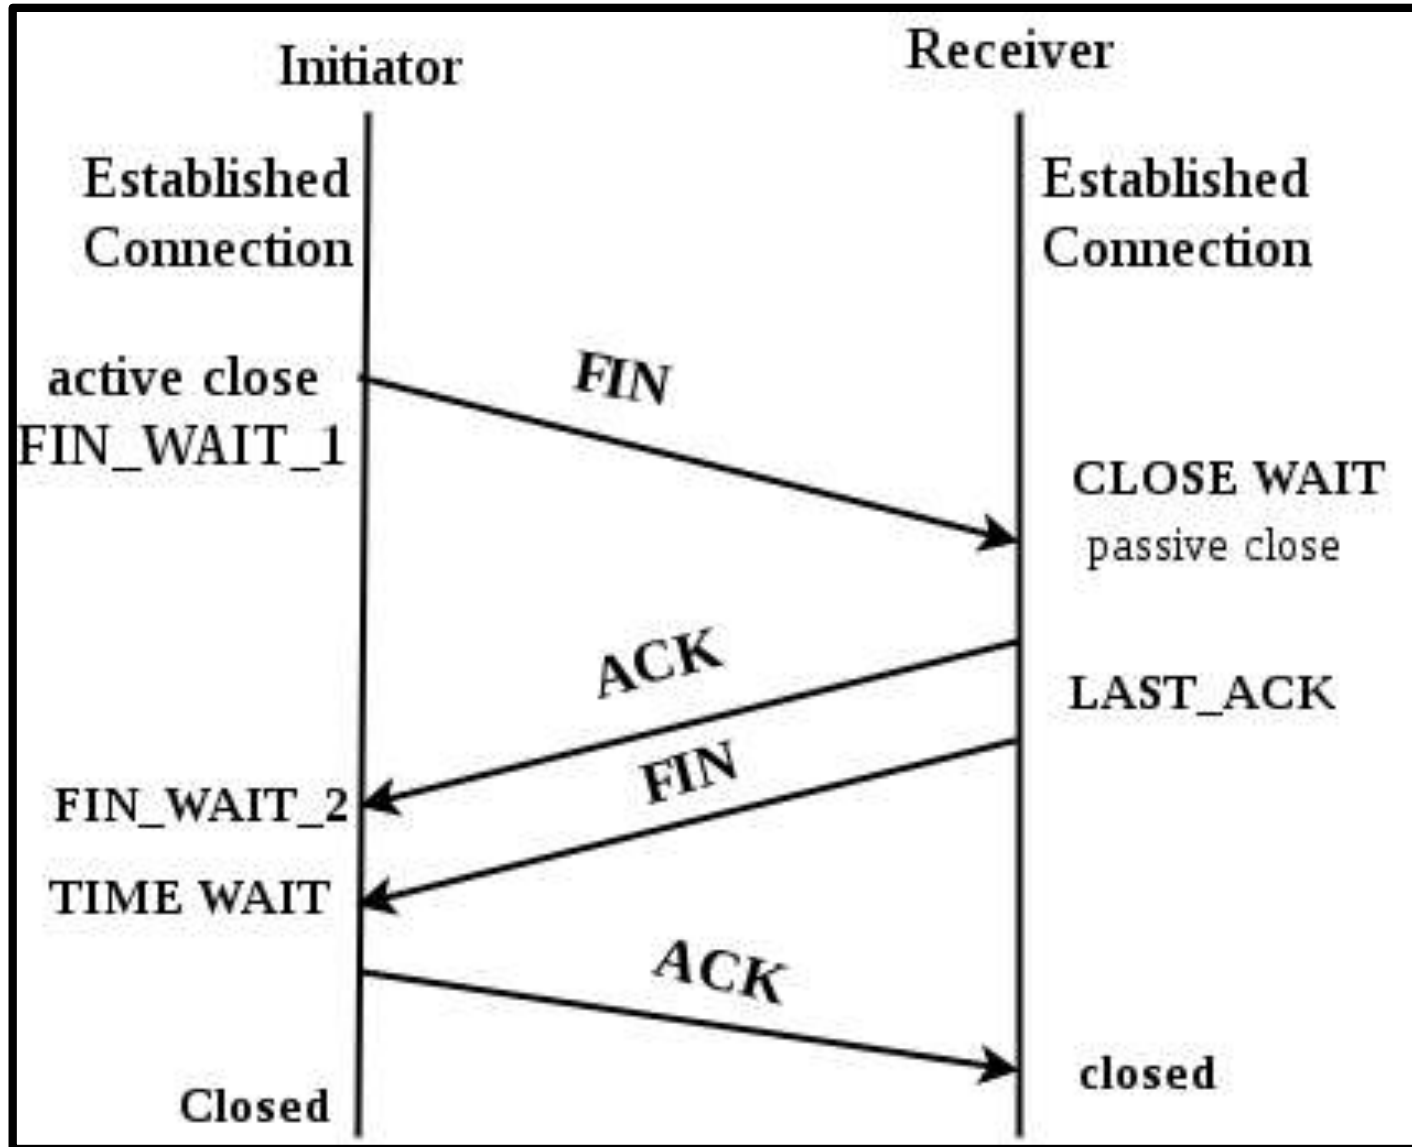 Initiator
Receiver
Established
Connection
Established
Connection
active close
FIN_WAIT_1
FIN
CLOSE WAIT
passive close
ACK
LAST_ACK
FIN
FIN_WAIT_2
TIME WAIT
ACK
closed
Closed